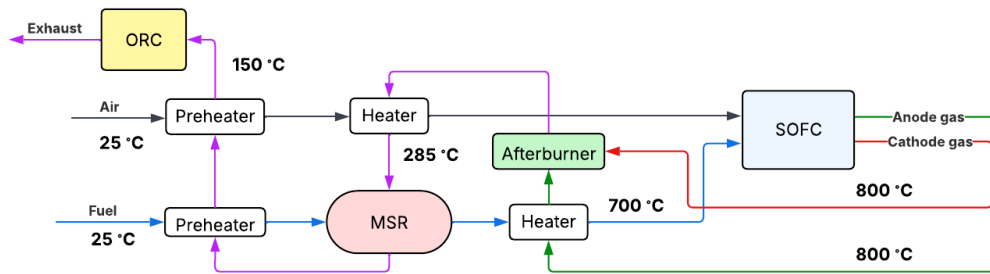 Exhaust
ORC
150 °C
Air
Preheater
Heater
25 °C
SOFC
Anode gas
Cathode gas
285 °C
Afterburner
800 °C
Fuel
Preheater
MSR
Heater
700 °C
25 °C
800 °C